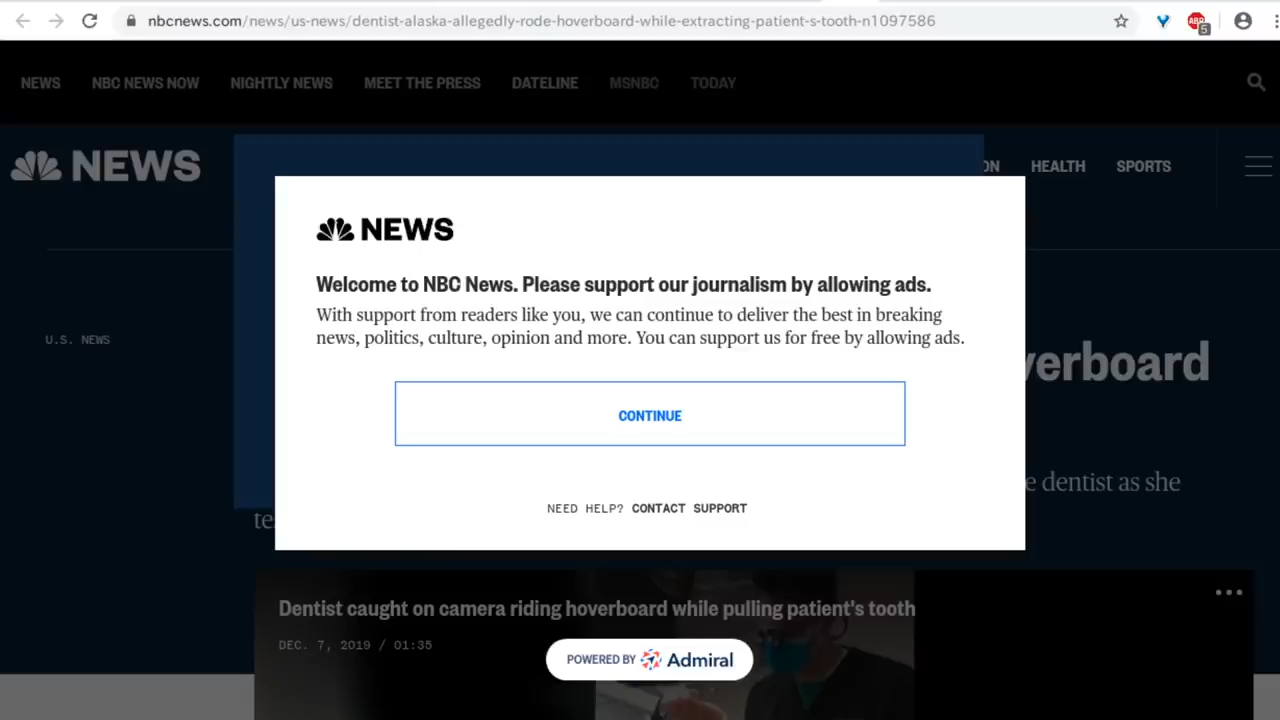 nbcnews.com/news/us-news/dentist-alaska-allegedly-rode-hoverboard-while-extracting-patient-s-tooth-n1097586
ABP
5
NEWS NBC NEWS NOW NIGHTLY NEWS MEET THE PRESS DATELINE MSNBC TODAY
NEWS
ON HEALTH SPORTS
NEWS
Welcome to NBC News. Please support our journalism by allowing ads.
With support from readers like you, we can continue to deliver the best in breaking
news, politics, culture, opinion and more. You can support us for free by allowing ads.
U.S. NEWS
verboard
CONTINUE
e dentist as she
NEED HELP? CONTACT SUPPORT
te
Dentist caught on camera riding hoverboard while pulling patient's tooth
DEC. 7, 2019 / 01:35
POWERED BY Admiral